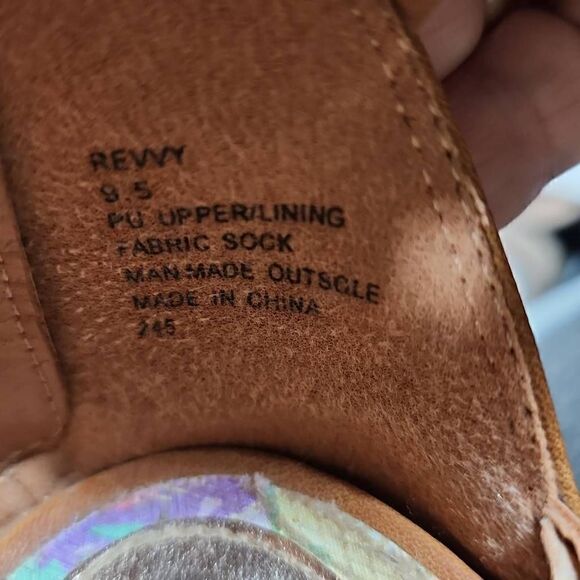 REVVY
9.5
PU UPPER/LINING
FABRIC SOCK
MAN MADE OUTSOLE
MADE IN CHINA
245